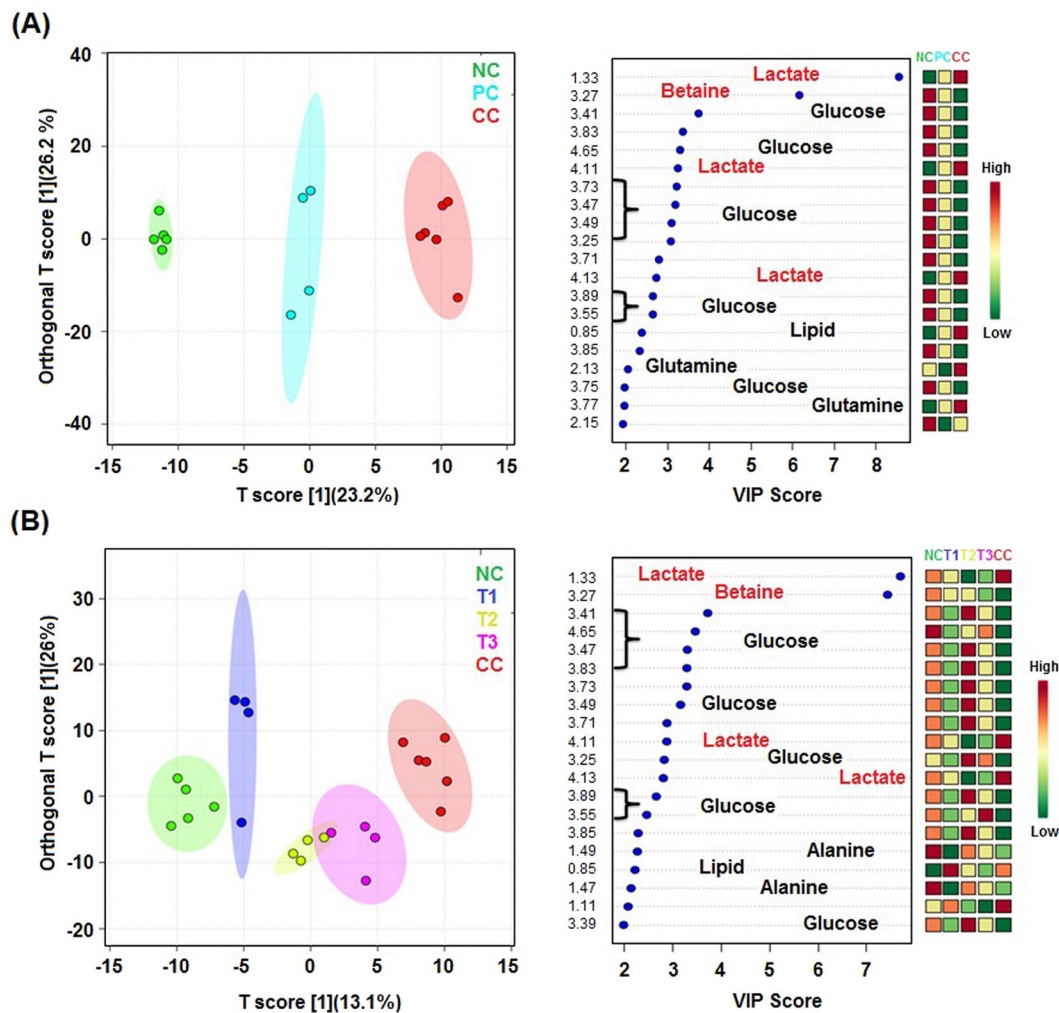 (A)
40
20
0
-20
-40
Orthogonal T score [1](26.2 %)
NC
PC
CC
-15
-10
-5
0
5
10
15
T score [1](23.2%)
NC PC CC
1.33 Lactate
3.27 Betaine
3.41 Glucose
3.83
4.65 Glucose
4.11 Lactate
3.73
3.47 Glucose
3.49
3.25
3.71
4.13 Lactate
3.89 Glucose
3.55
0.85 Lipid
3.85
2.13 Glutamine
3.75 Glucose
3.77 Glutamine
2.15
2 3 4 5 6 7 8
VIP Score
High
Low
(B)
30
20
10
0
-10
-20
Orthogonal T score [1](26%)
NC
T1
T2
T3
CC
-15
-10
-5
0
5
10
15
T score [1](13.1%)
NC T1 T2 T3 CC
1.33 Lactate
3.27 Betaine
3.41
4.65 Glucose
3.47
3.83
3.73
3.49 Glucose
3.71
4.11 Lactate
3.25 Glucose
4.13 Lactate
3.89 Glucose
3.55
3.85
1.49 Alanine
0.85 Lipid
1.47 Alanine
1.11
3.39 Glucose
2 3 4 5 6 7
VIP Score
High
Low